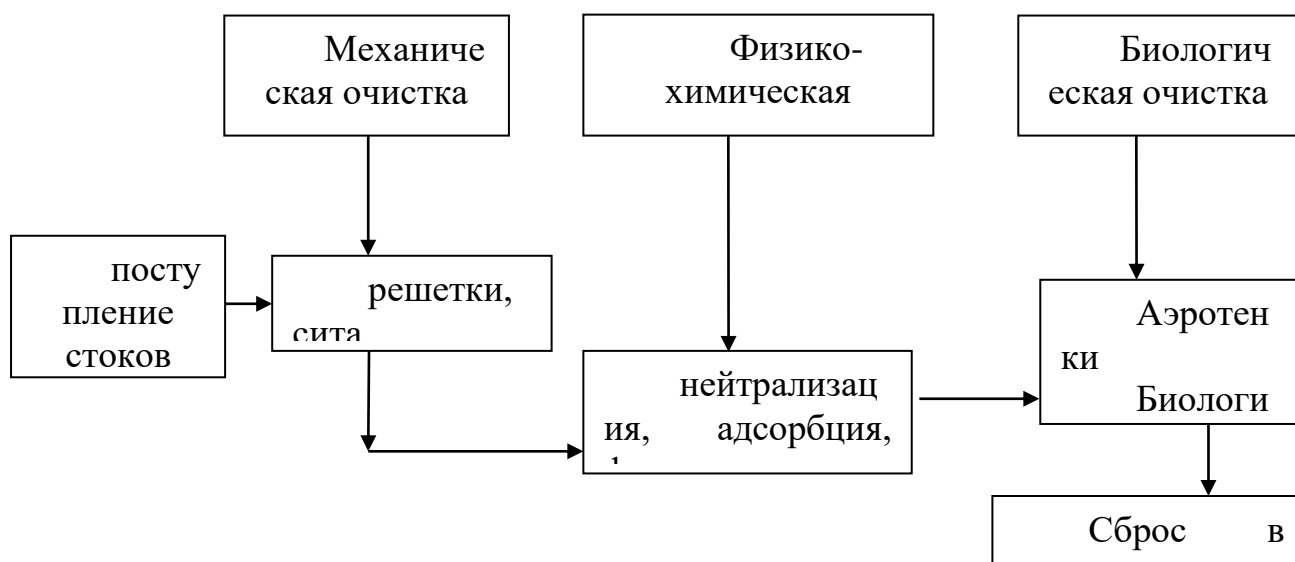 Механиче
ская очистка
Физико-
химическая
Биологич
еская очистка
посту
пление
стоков
решетки,
сита
нейтрализац
ия, адсорбция,
Аэротен
ки
Биологи
Сброс в